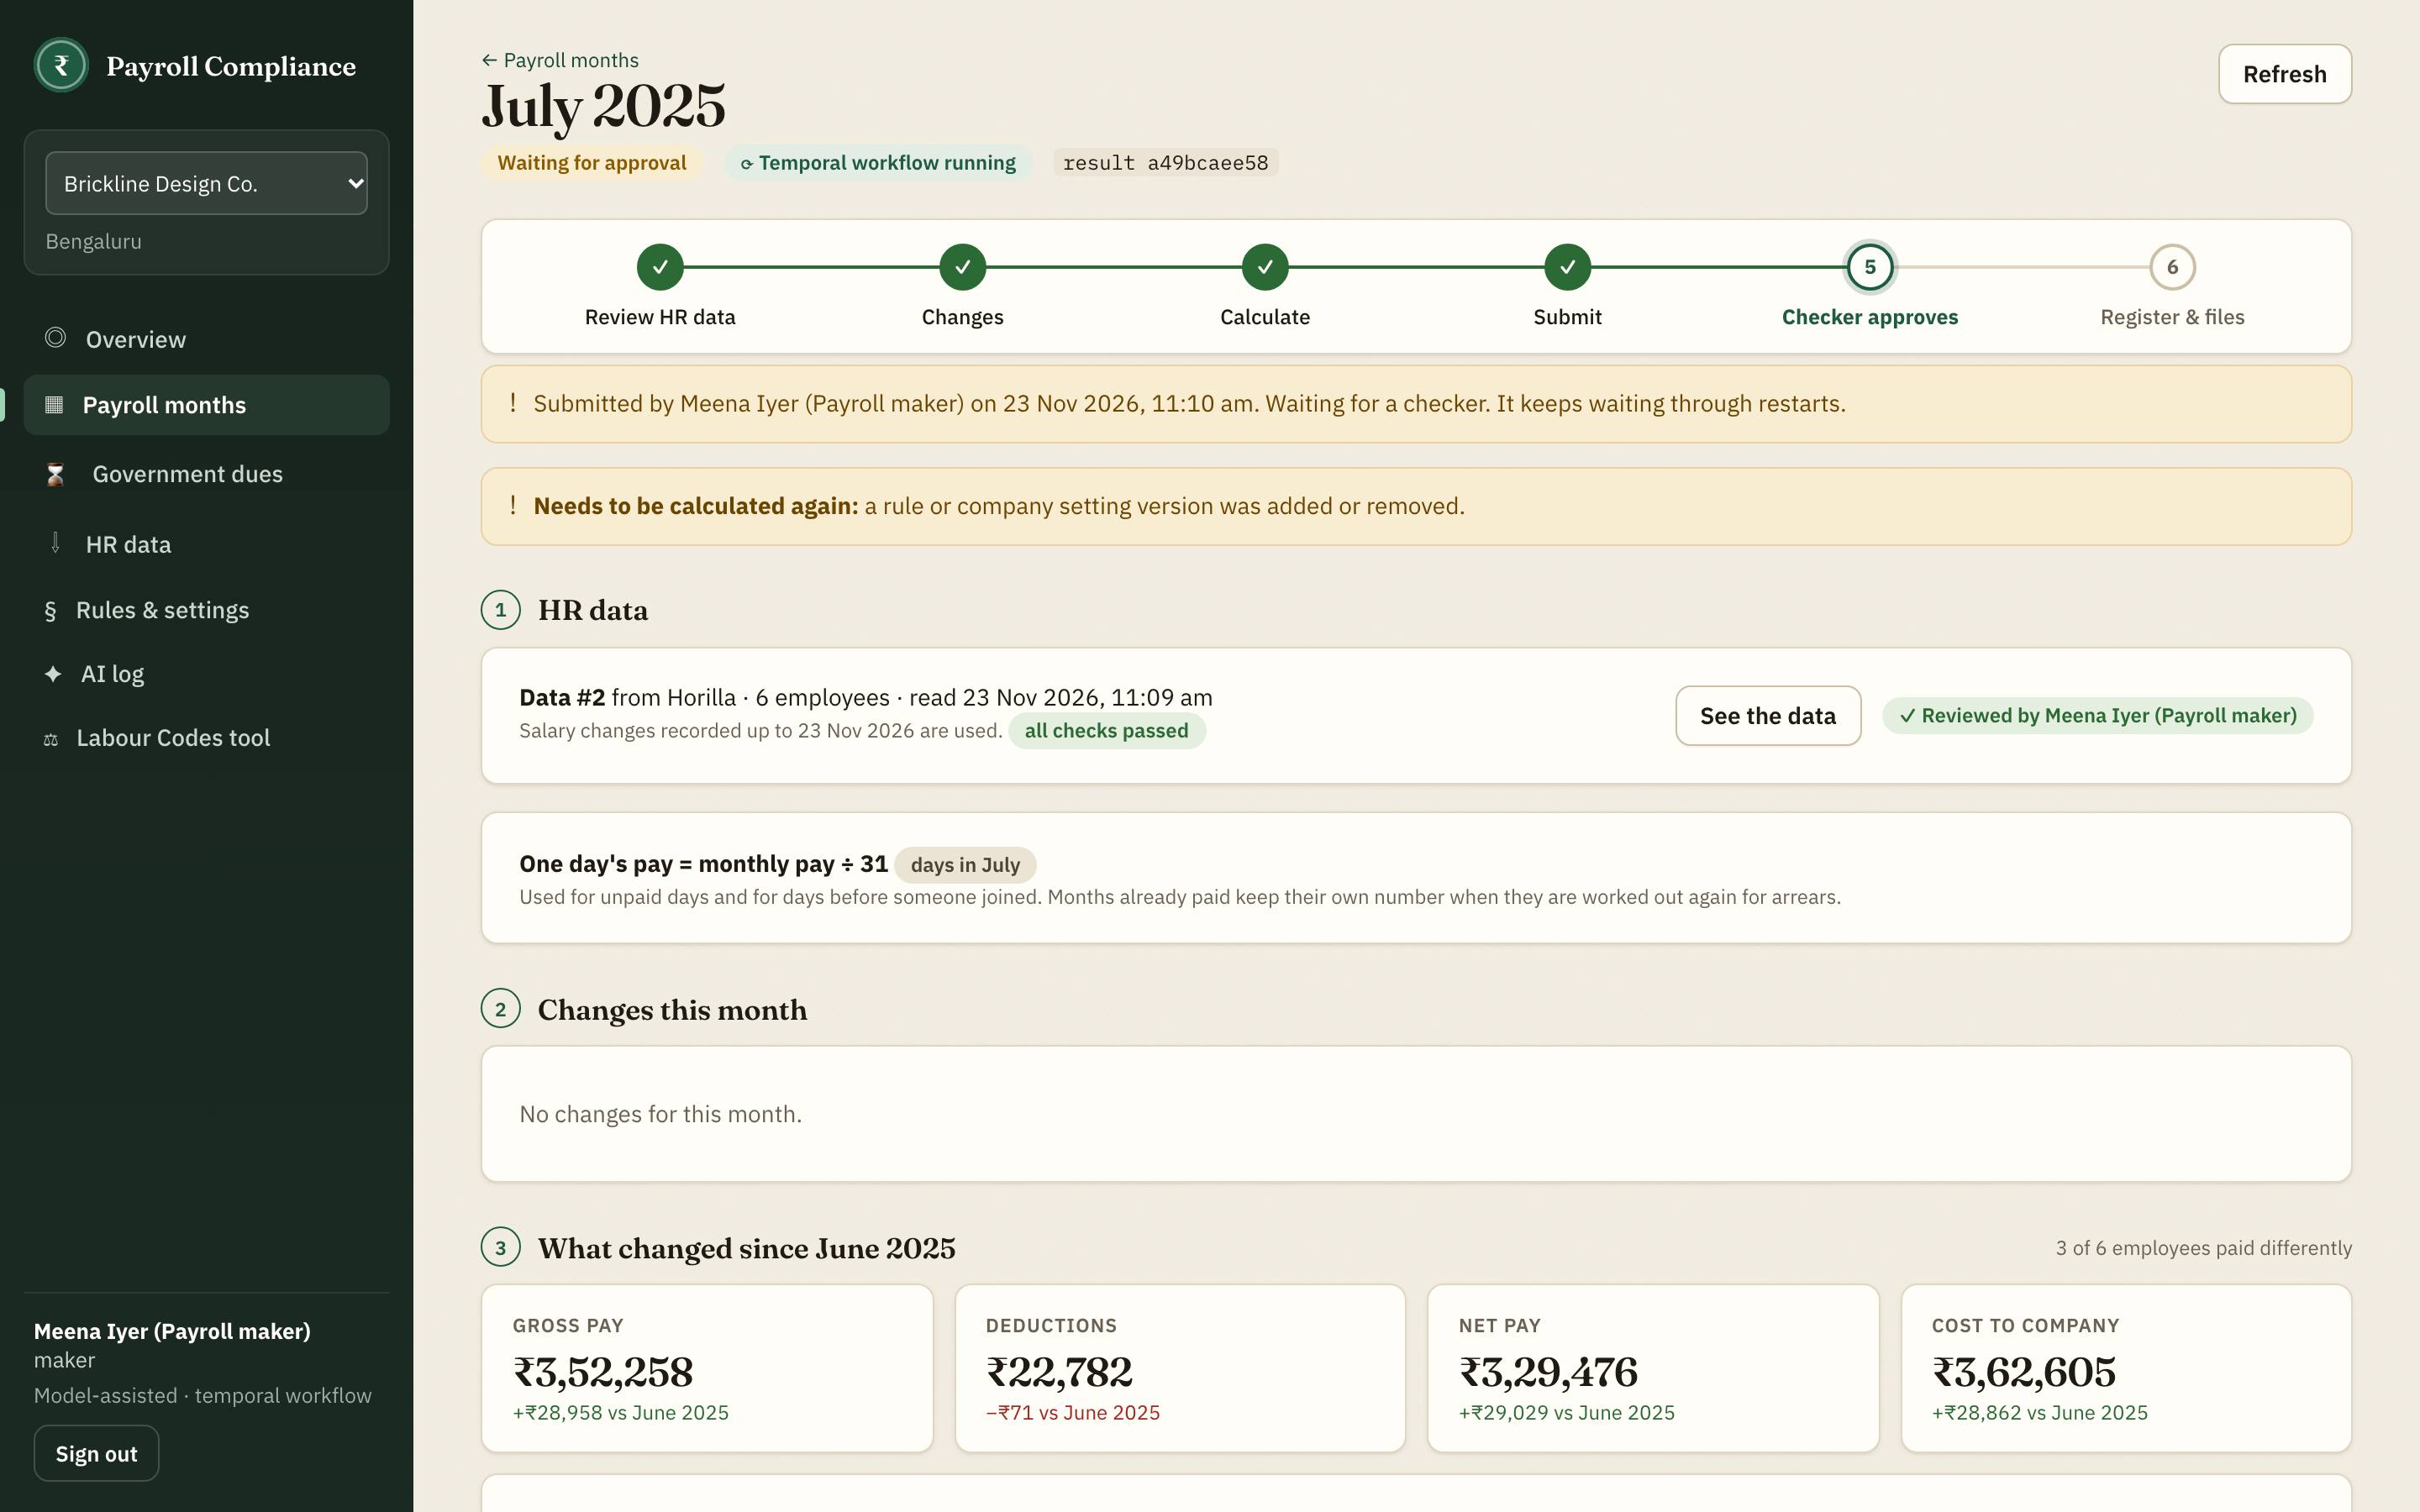 ₹ Payroll Compliance
Brickline Design Co.
Bengaluru
Overview
Payroll months
Government dues
HR data
§ Rules & settings
AI log
Labour Codes tool
Meena Iyer (Payroll maker)
maker
Model-assisted · temporal workflow
Sign out
← Payroll months
July 2025
Refresh
Waiting for approval
⟳ Temporal workflow running
result a49bcaee58
✓ ✓ ✓ ✓ 5 6
Review HR data Changes Calculate Submit Checker approves Register & files
! Submitted by Meena Iyer (Payroll maker) on 23 Nov 2026, 11:10 am. Waiting for a checker. It keeps waiting through restarts.
! Needs to be calculated again: a rule or company setting version was added or removed.
1 HR data
Data #2 from Horilla · 6 employees · read 23 Nov 2026, 11:09 am
Salary changes recorded up to 23 Nov 2026 are used. all checks passed
See the data
✓ Reviewed by Meena Iyer (Payroll maker)
One day's pay = monthly pay ÷ 31 days in July
Used for unpaid days and for days before someone joined. Months already paid keep their own number when they are worked out again for arrears.
2 Changes this month
No changes for this month.
3 What changed since June 2025
3 of 6 employees paid differently
GROSS PAY
₹3,52,258
+₹28,958 vs June 2025
DEDUCTIONS
₹22,782
−₹71 vs June 2025
NET PAY
₹3,29,476
+₹29,029 vs June 2025
COST TO COMPANY
₹3,62,605
+₹28,862 vs June 2025